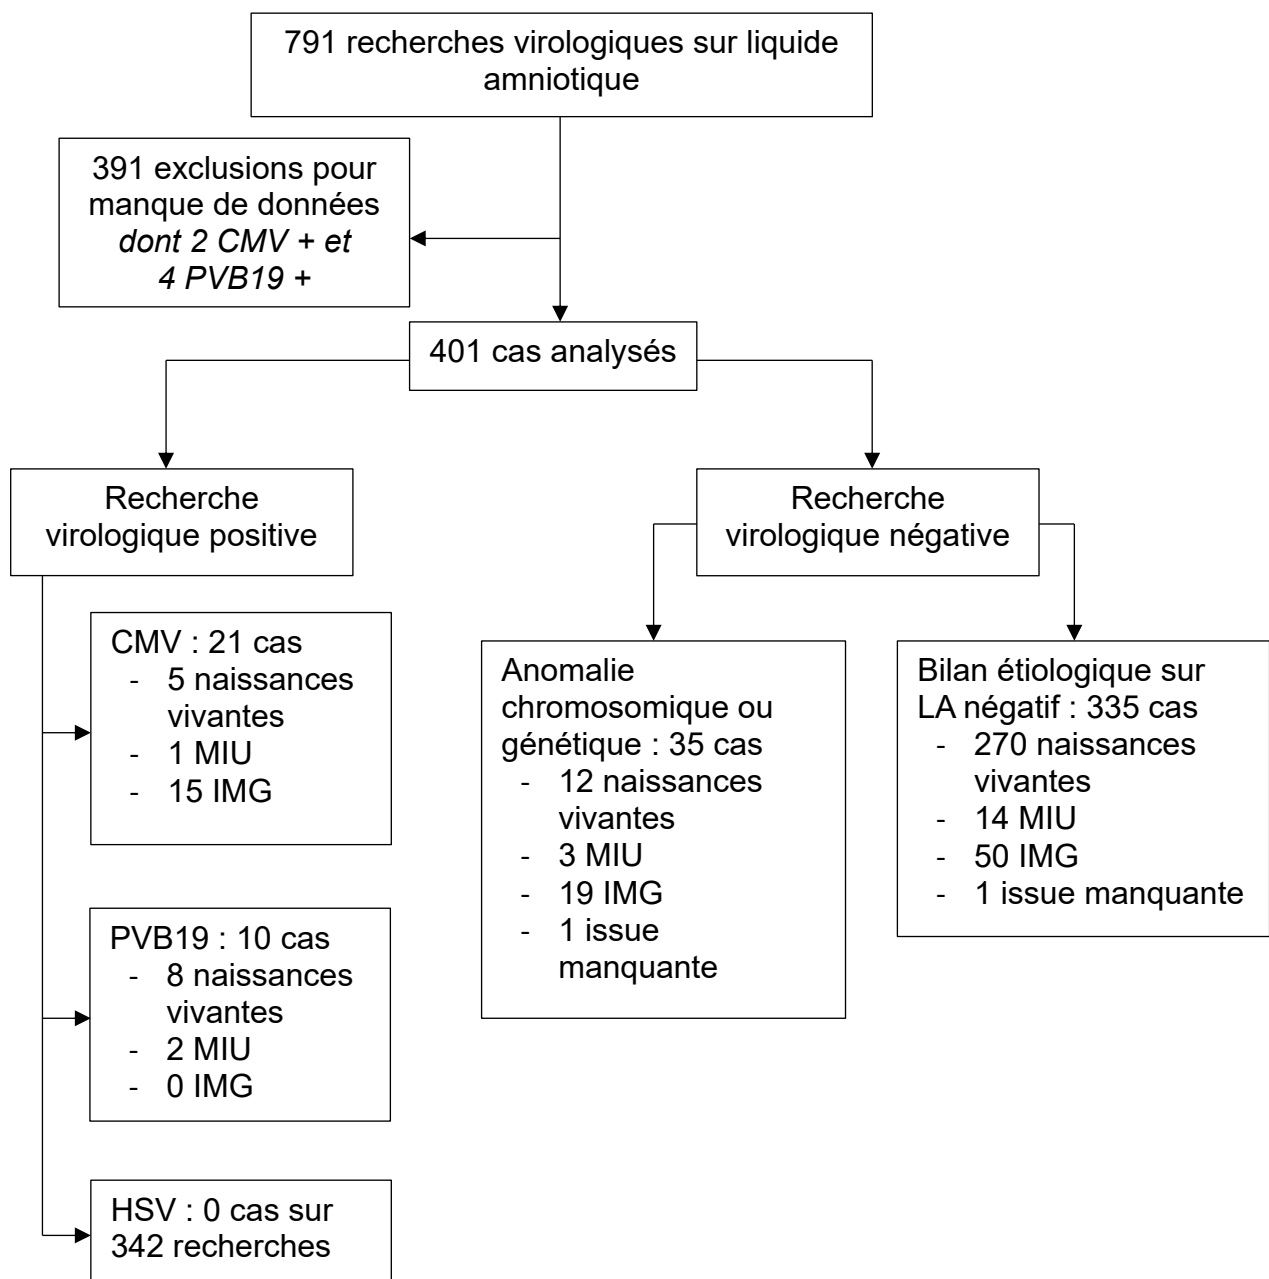 791 recherches virologiques sur liquide
amniotique
391 exclusions pour
manque de données
dont 2 CMV + et
4 PVB19 +
401 cas analysés
Recherche
virologique positive
Recherche
virologique négative
CMV : 21 cas
- 5 naissances
vivantes
- 1 MIU
- 15 IMG
PVB19 : 10 cas
- 8 naissances
vivantes
- 2 MIU
- 0 IMG
HSV : 0 cas sur
342 recherches
Anomalie
chromosomique ou
génétique : 35 cas
- 12 naissances
vivantes
- 3 MIU
- 19 IMG
- 1 issue
manquante
Bilan étiologique sur
LA négatif : 335 cas
- 270 naissances
vivantes
- 14 MIU
- 50 IMG
- 1 issue manquante